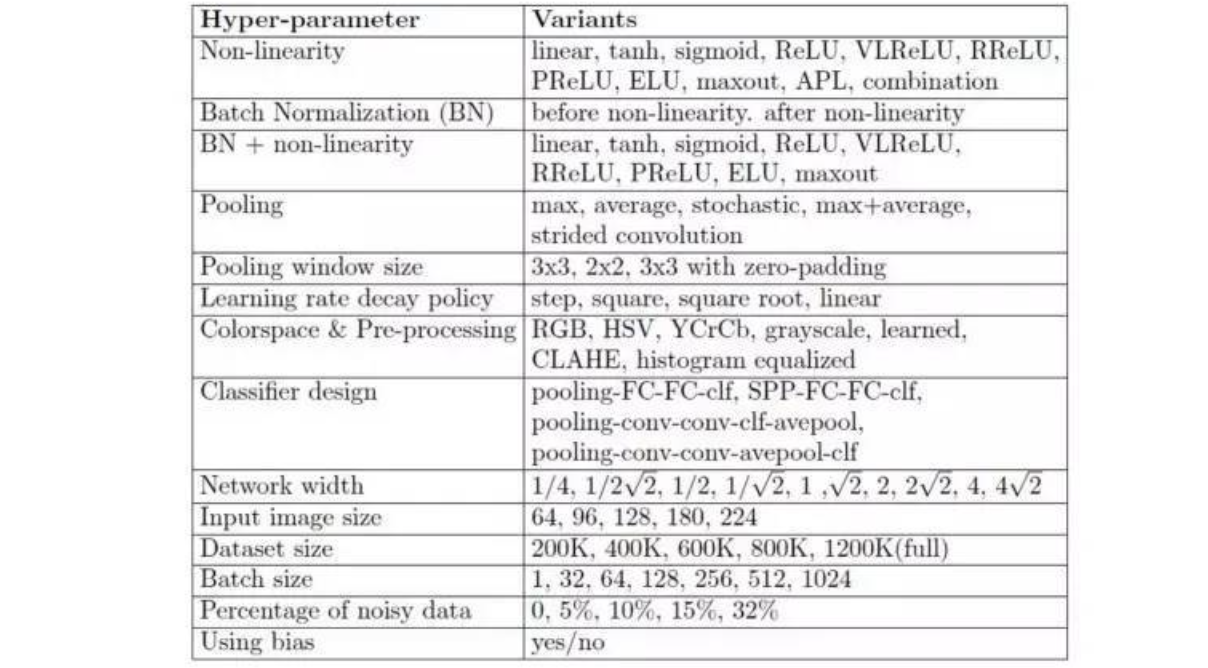 Hyper-parameter Variants
Non-linearity linear, tanh, sigmoid, ReLU, VLReLU, RReLU,
PReLU, ELU, maxout, APL, combination
Batch Normalization (BN) before non-linearity. after non-linearity
BN + non-linearity linear, tanh, sigmoid, ReLU, VLReLU,
RReLU, PReLU, ELU, maxout
Pooling max, average, stochastic, max+average,
strided convolution
Pooling window size 3x3, 2x2, 3x3 with zero-padding
Learning rate decay policy step, square, square root, linear
Colorspace & Pre-processing RGB, HSV, YCrCb, grayscale, learned,
CLAHE, histogram equalized
Classifier design pooling-FC-FC-clf, SPP-FC-FC-clf,
pooling-conv-conv-clf-avepool,
pooling-conv-conv-avepool-clf
Network width 1/4, 1/2√2, 1/2, 1/√2, 1 ,√2, 2, 2√2, 4, 4√2
Input image size 64, 96, 128, 180, 224
Dataset size 200K, 400K, 600K, 800K, 1200K(full)
Batch size 1, 32, 64, 128, 256, 512, 1024
Percentage of noisy data 0, 5%, 10%, 15%, 32%
Using bias yes/no